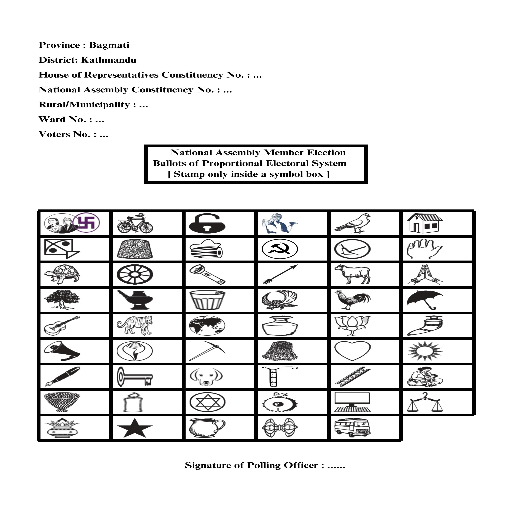 Province : Bagmati
District: Kathmandu
House of Representatives Constituency No. : ...
National Assembly Constituency No. : ...
Rural/Municipality : ...
Ward No. : ...
Voters No. : ...
National Assembly Member Election
Ballots of Proportional Electoral System
[ Stamp only inside a symbol box ]
Signature of Polling Officer : ......